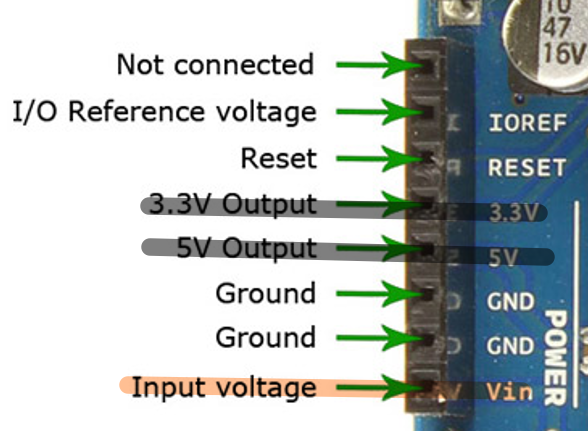 10
47
16V
Not connected
I/O Reference voltage IOREF
Reset RESET
3.3V Output 3.3V
5V Output 5V
Ground GND
Ground GND
Input voltage Vin
POWER